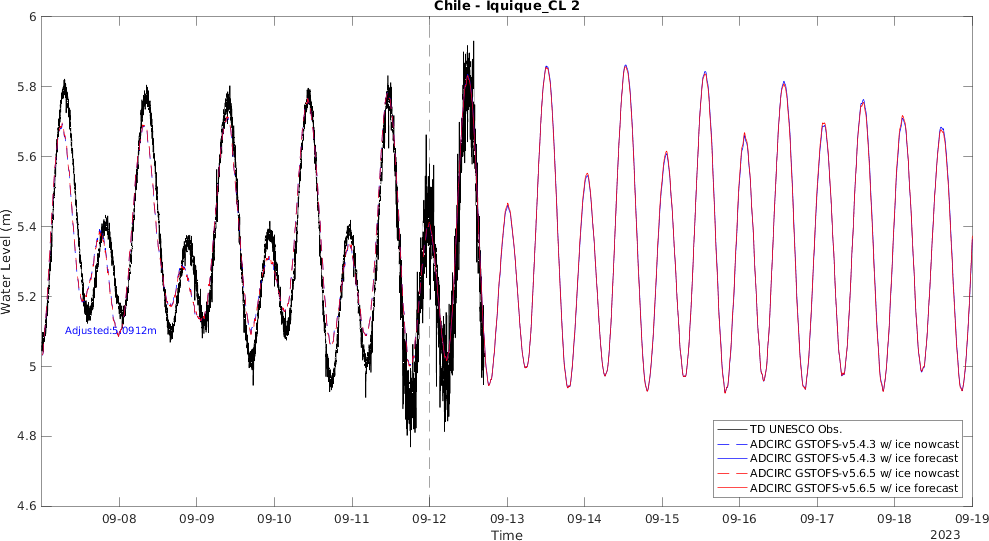 Chile - Iquique_CL 2
6
5.8
5.6
5.4
5.2
5
4.8
4.6
Water Level (m)
Adjusted:5.0912m
TD UNESCO Obs.
ADCIRC GSTOFS-v5.4.3 w/ ice nowcast
ADCIRC GSTOFS-v5.4.3 w/ ice forecast
ADCIRC GSTOFS-v5.6.5 w/ ice nowcast
ADCIRC GSTOFS-v5.6.5 w/ ice forecast
09-08 09-09 09-10 09-11 09-12 09-13 09-14 09-15 09-16 09-17 09-18 09-19
Time
2023